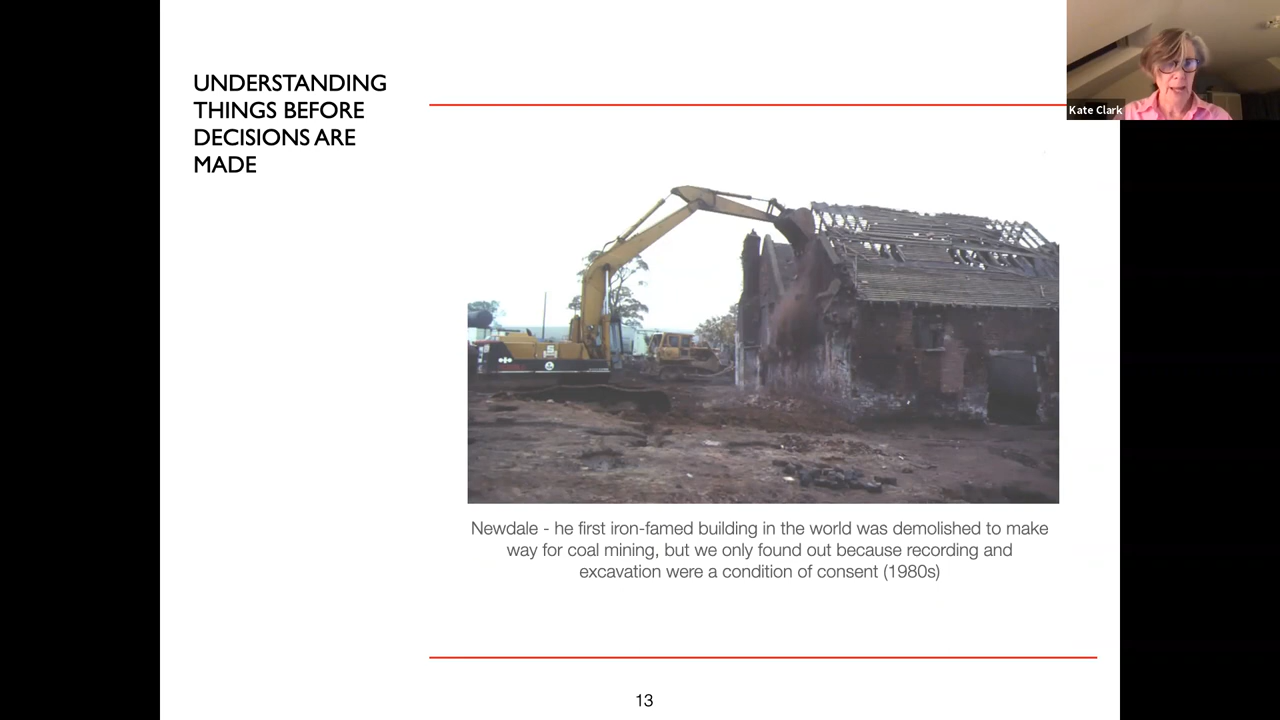 UNDERSTANDING
THINGS BEFORE
DECISIONS ARE
MADE
Kate Clark
Newdale - he first iron-famed building in the world was demolished to make
way for coal mining, but we only found out because recording and
excavation were a condition of consent (1980s)
13